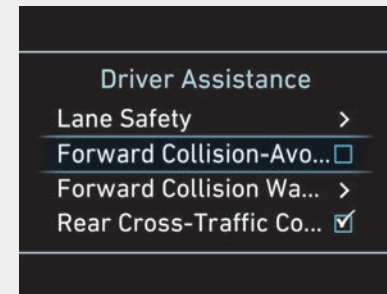 Driver Assistance
Lane Safety
Forward Collision-Avo...
Forward Collision Wa...
Rear Cross-Traffic Co...